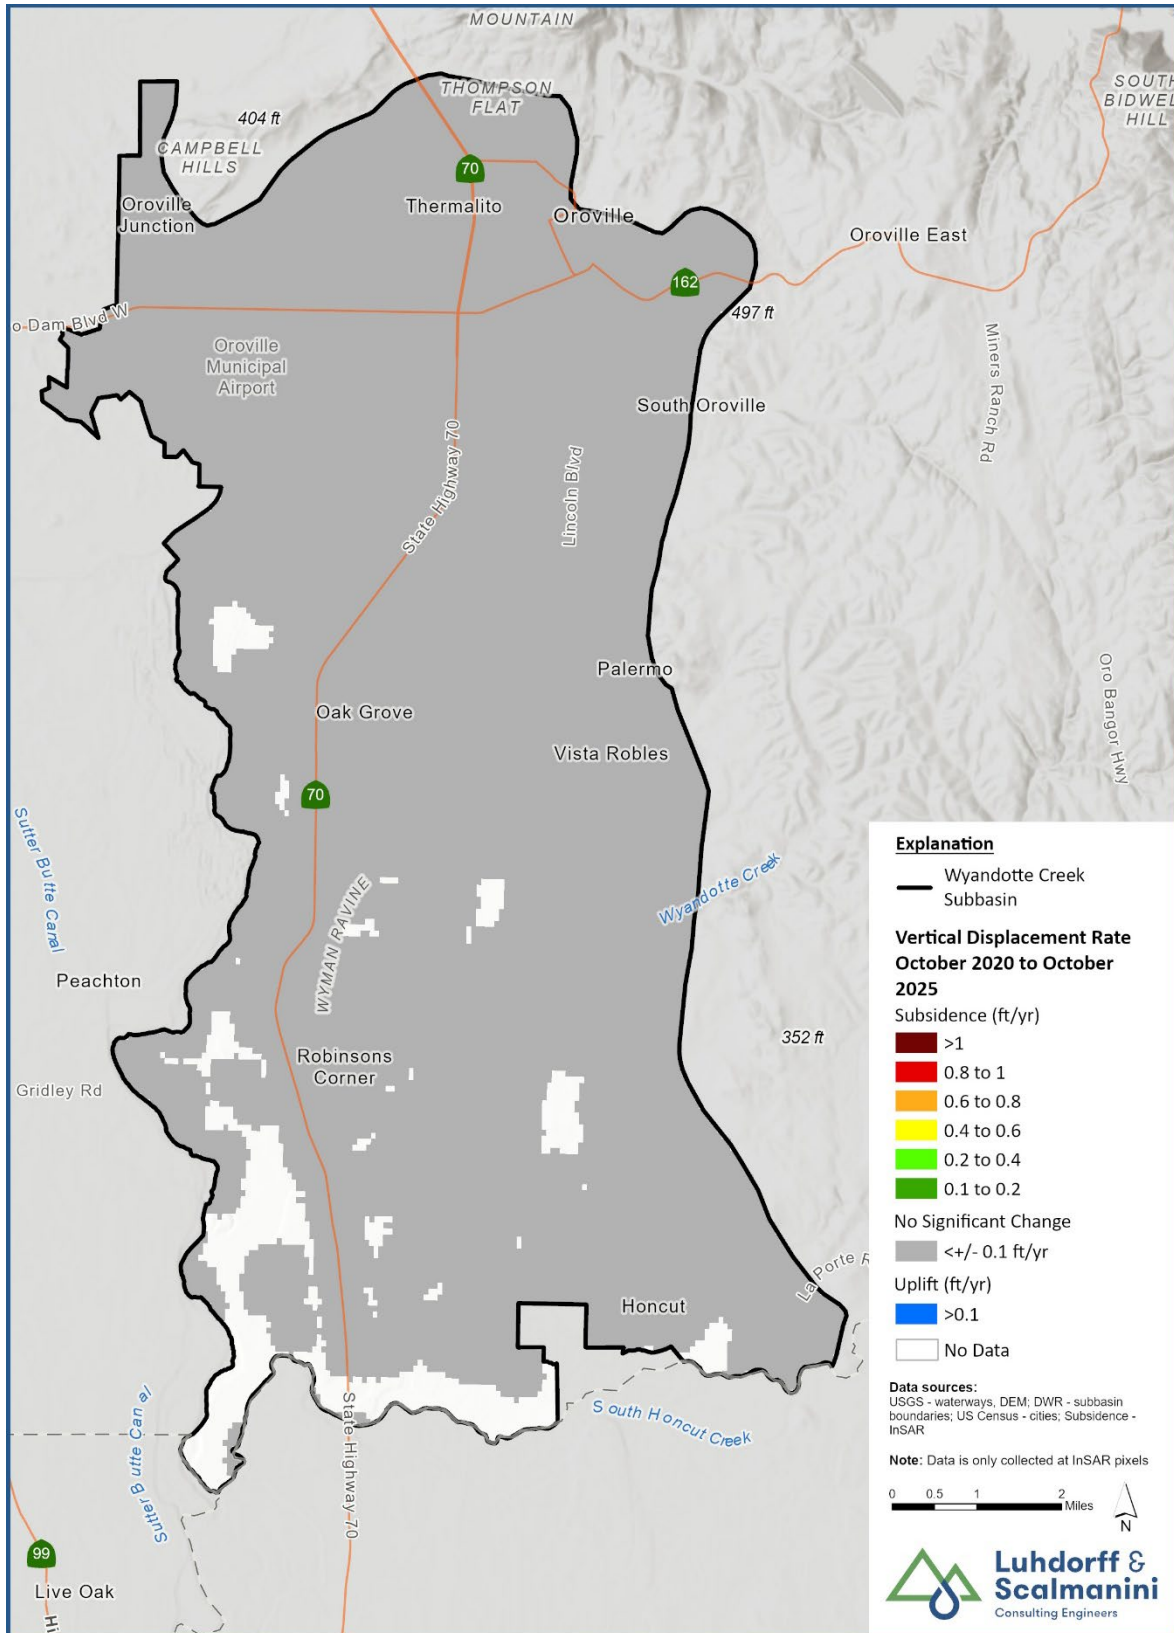 MOUNTAIN
SOUTH
BIDWEL
HILL
THOMPSON
FLAT
404 ft
CAMPBELL
HILLS
70
Oroville
Junction
Thermalito
Oroville
Oroville East
162
o Dam Blvd W
497 ft
Oroville
Municipal
Airport
Miners Ranch Rd
South Oroville
State Highway 70
Lincoln Blvd
Palermo
Oro Bangor Hwy
Oak Grove
Vista Robles
70
Sutter Butte Canal
Wyandotte Creek
WYMAN RAVINE
Peachton
352 ft
Robinsons
Corner
Gridley Rd
La Porte R
Honcut
South Honcut Creek
State Highway 70
Sutter Butte Canal
99
Live Oak
Hi
Explanation
Wyandotte Creek
Subbasin
Vertical Displacement Rate
October 2020 to October
2025
Subsidence (ft/yr)
>1
0.8 to 1
0.6 to 0.8
0.4 to 0.6
0.2 to 0.4
0.1 to 0.2
No Significant Change
<+/- 0.1 ft/yr
Uplift (ft/yr)
>0.1
No Data
Data sources:
USGS - waterways, DEM; DWR - subbasin
boundaries; US Census - cities; Subsidence -
InSAR
Note: Data is only collected at InSAR pixels
0 0.5 1 2
Miles
N
Luhdorff &
Scalmanini
Consulting Engineers